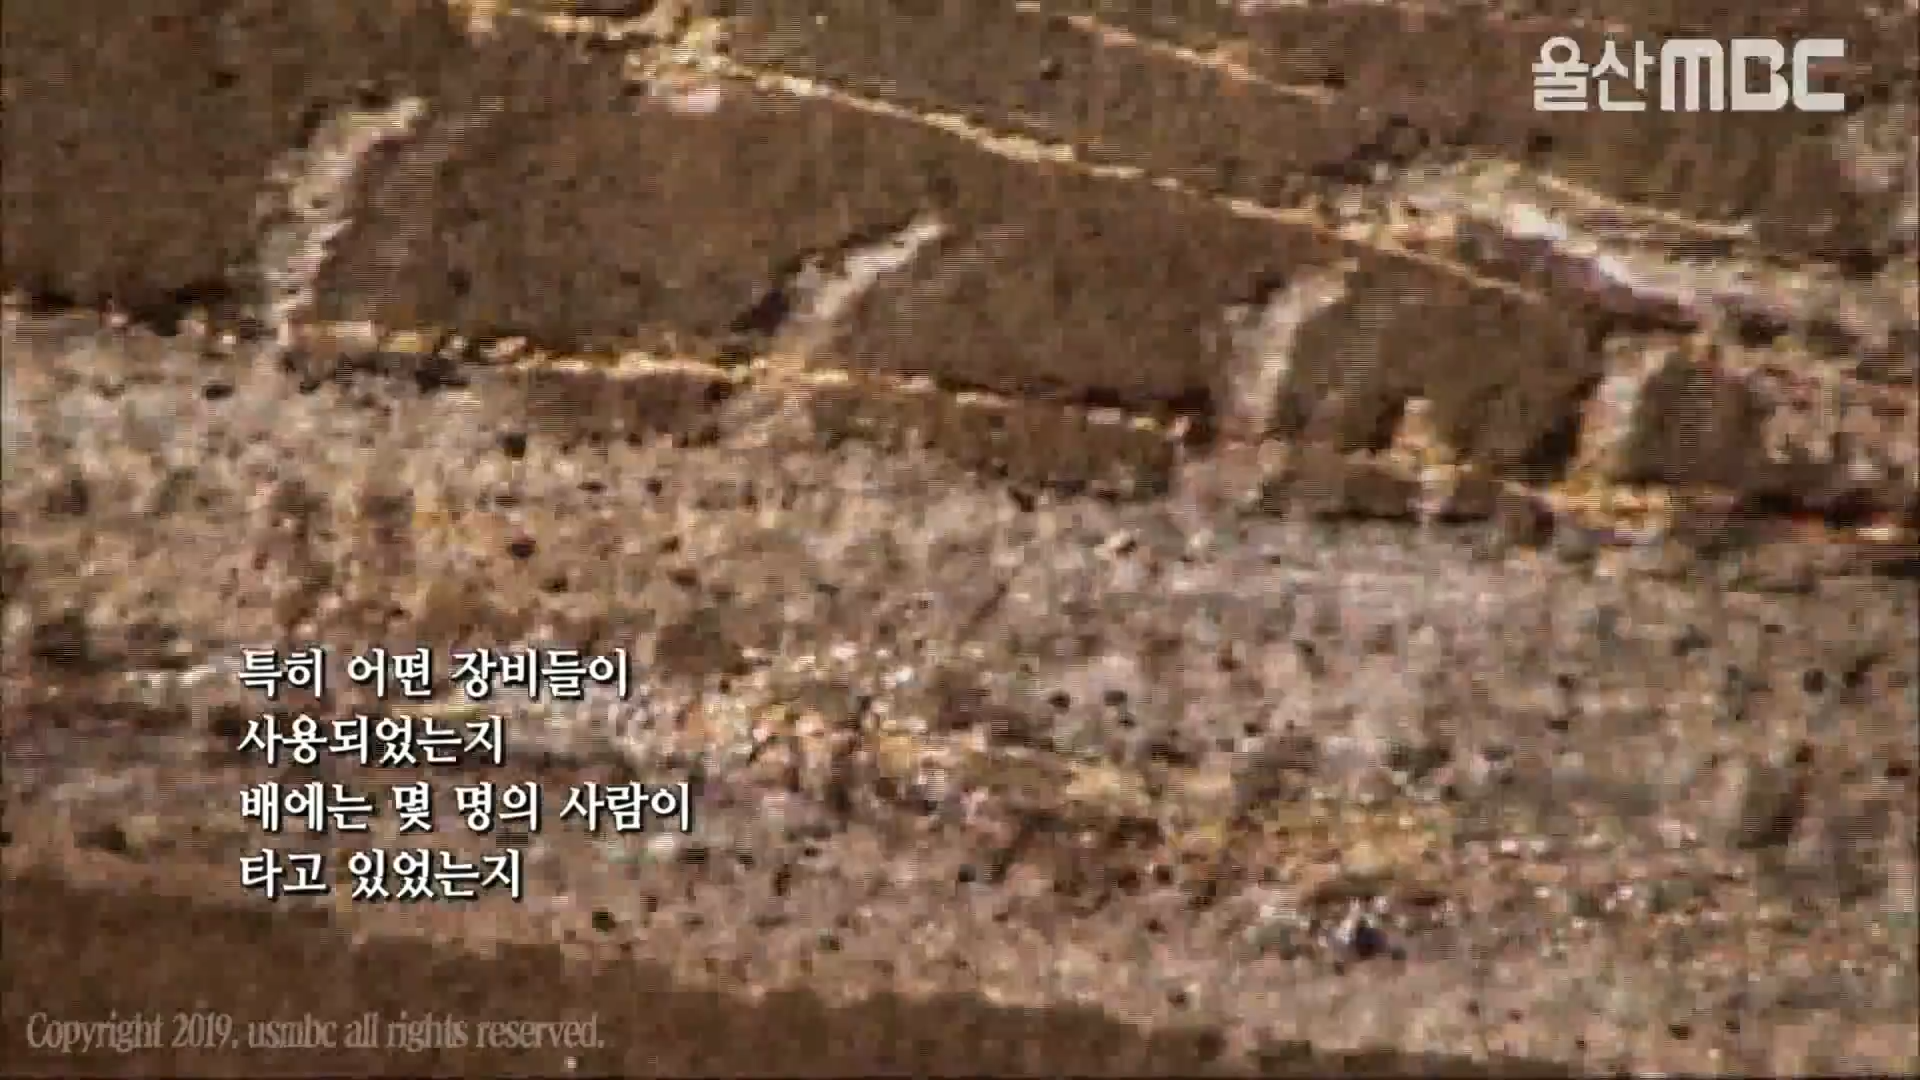 울산MBC
특히 어떤 장비들이
사용되었는지
배에는 몇 명의 사람이
타고 있었는지
Copyright 2019. usmbc all rights reserved.